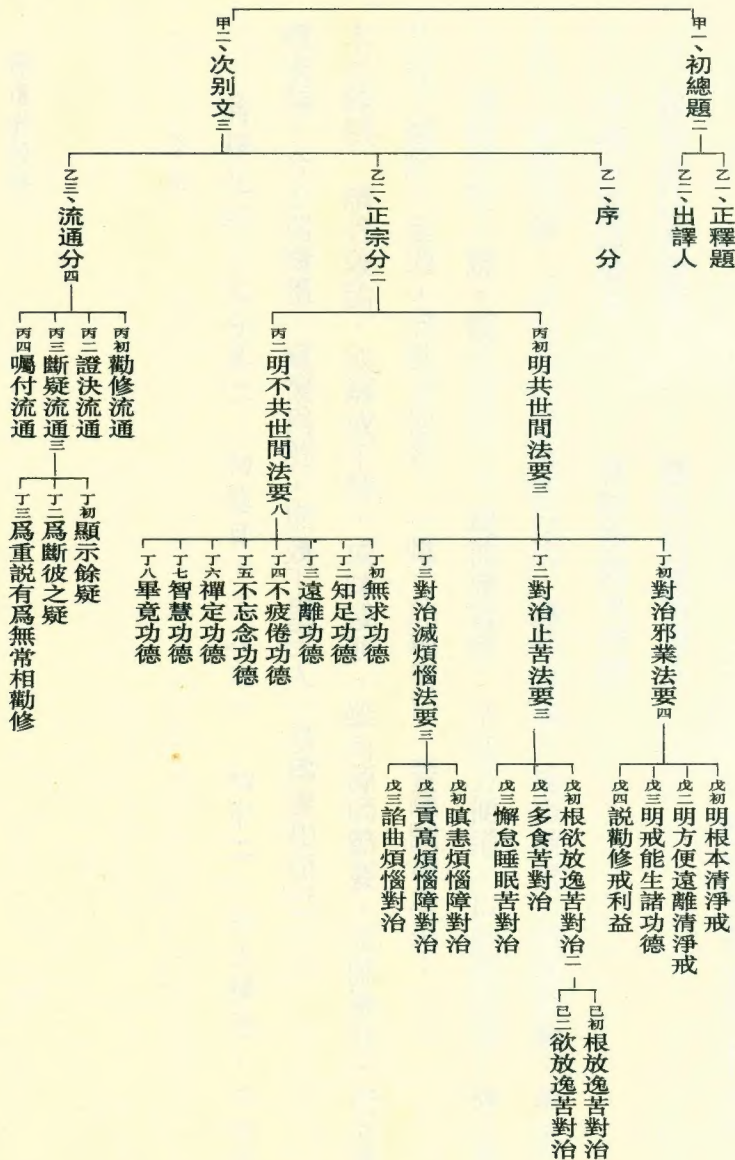 甲一、初總題二
乙一、正釋題
乙二、出譯人
甲二、次別文三
乙一、序分
乙二、正宗分二
丙初明共世間法要三
丁初對治邪業法要四
戊初明根本清淨戒
戊二明方便遠離清淨戒
戊三明戒能生諸功德
戊四說勸修戒利益
丁二對治止苦法要三
戊初根欲放逸苦對治二
己初根放逸苦對治
己二欲放逸苦對治
戊二多食苦對治
戊三懈怠睡眠苦對治
丁三對治滅煩惱法要三
戊初瞋恚煩惱障對治
戊二貢高煩惱障對治
戊三諂曲煩惱對治
丙二明不共世間法要八
丁初無求功德
丁二知足功德
丁三遠離功德
丁四不疲倦功德
丁五不忘念功德
丁六禪定功德
丁七智慧功德
丁八畢竟功德
乙三、流通分四
丙初勸修流通
丙二證決流通
丙三斷疑流通三
丁初顯示餘疑
丁二爲斷彼之疑
丁三爲重說有爲無常相勸修
丙四囑付流通